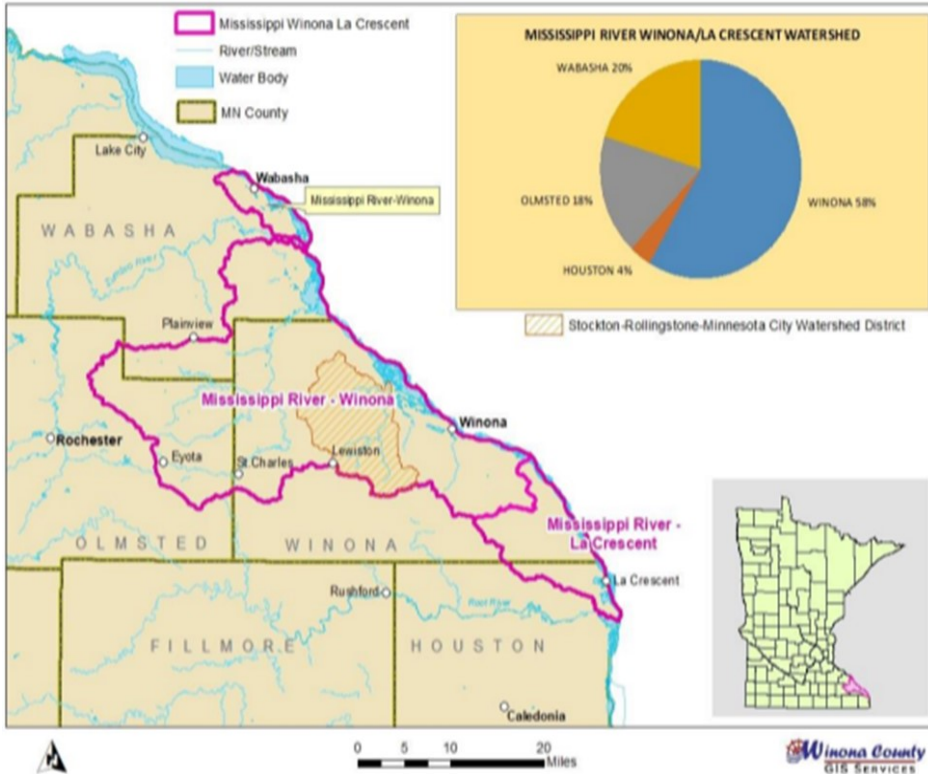 Mississippi Winona La Crescent
River/Stream
Water Body
MN County
MISSISSIPPI RIVER WINONA/LA CRESCENT WATERSHED
WABASHA 20%
OLMSTED 18%
WINONA 58%
HOUSTON 4%
Stockton-Rollingstone-Minnesota City Watershed District
Lake City
Wabasha
Mississippi River-Winona
WABASHA
Plainview
Mississippi River - Winona
Winona
Rochester
Eyota
St.Charles
Lewiston
OLMSTED
WINONA
Mississippi River -
La Crescent
La Crescent
Rushford
Root River
FILLMORE
HOUSTON
Caledonia
N
0 5 10 20
Miles
Winona County
GIS SERVICES